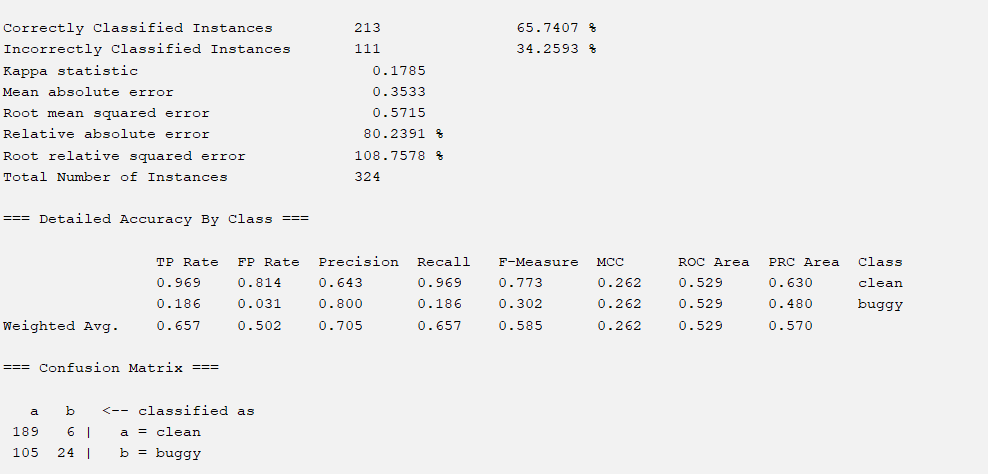 Correctly Classified Instances 213 65.7407 %
Incorrectly Classified Instances 111 34.2593 %
Kappa statistic 0.1785
Mean absolute error 0.3533
Root mean squared error 0.5715
Relative absolute error 80.2391 %
Root relative squared error 108.7578 %
Total Number of Instances 324
=== Detailed Accuracy By Class ===
TP Rate FP Rate Precision Recall F-Measure MCC ROC Area PRC Area Class
0.969 0.814 0.643 0.969 0.773 0.262 0.529 0.630 clean
0.186 0.031 0.800 0.186 0.302 0.262 0.529 0.480 buggy
Weighted Avg. 0.657 0.502 0.705 0.657 0.585 0.262 0.529 0.570
=== Confusion Matrix ===
a b <-- classified as
189 6 | a = clean
105 24 | b = buggy